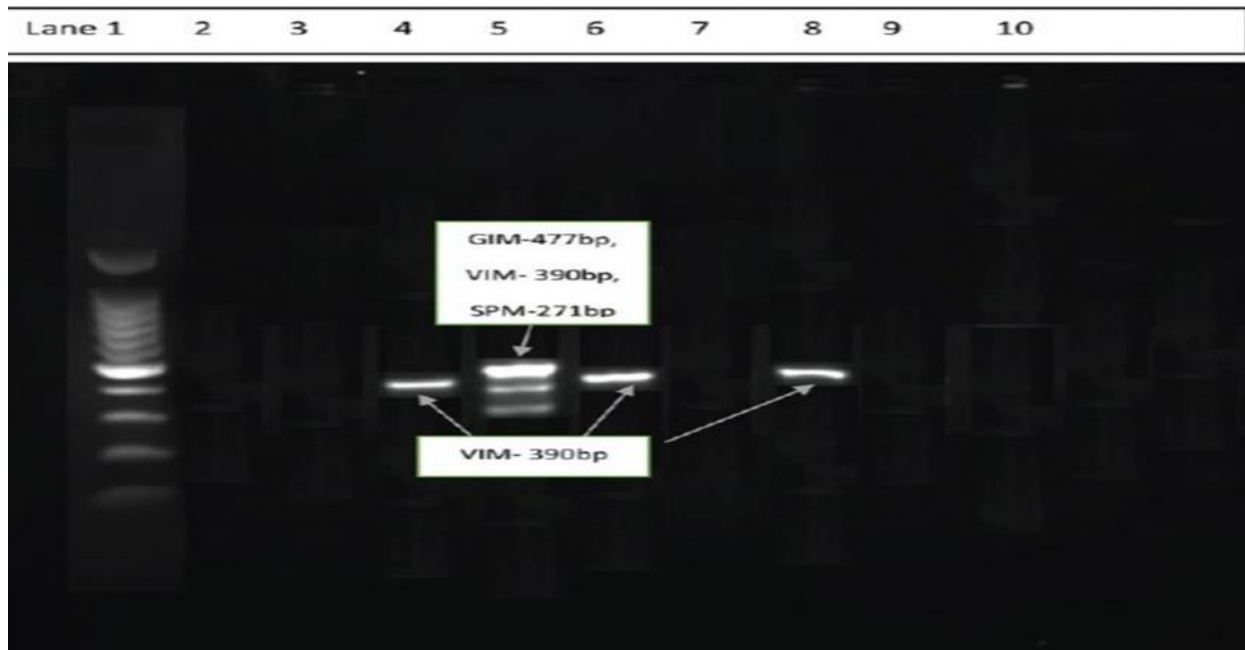 Lane 1 2 3 4 5 6 7 8 9 10
GIM-477bp,
VIM- 390bp,
SPM-271bp
VIM- 390bp